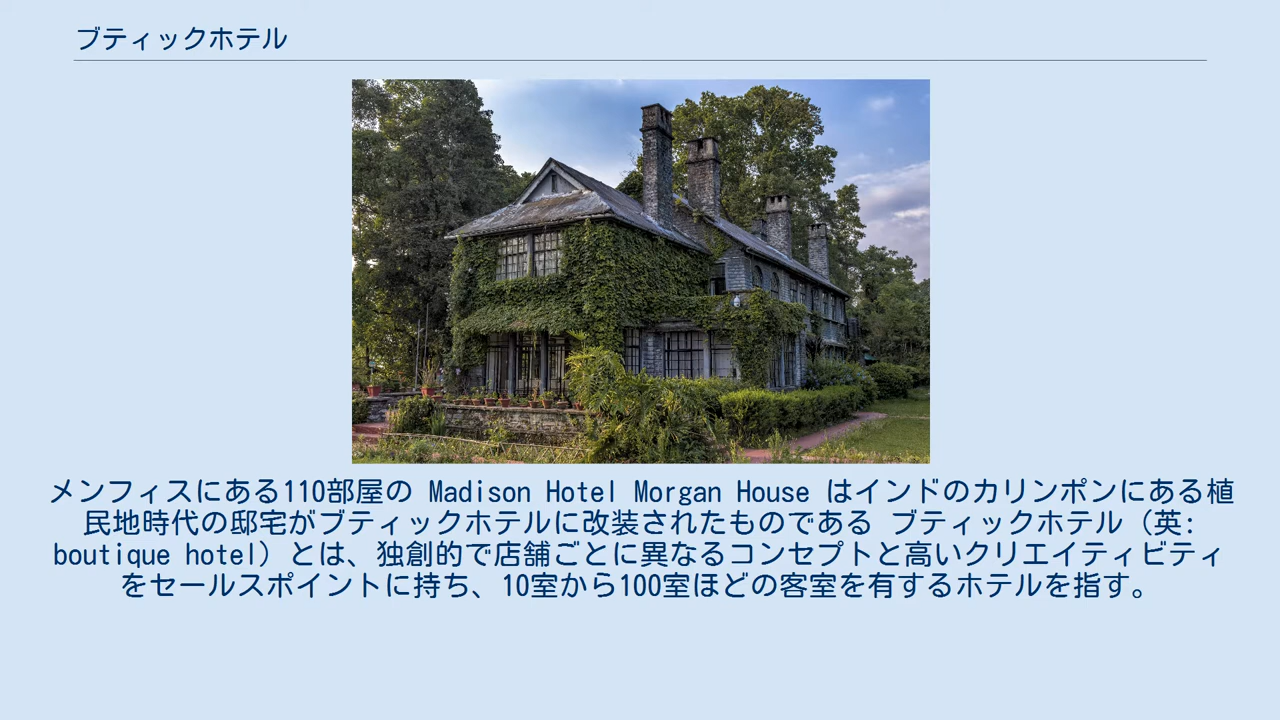 ブティックホテル
メンフィスにある110部屋の Madison Hotel Morgan House はインドのカリンポンにある植
民地時代の邸宅がブティックホテルに改装されたものである ブティックホテル（英:
boutique hotel）とは、独創的で店舗ごとに異なるコンセプトと高いクリエイティビティ
をセールスポイントに持ち、10室から100室ほどの客室を有するホテルを指す。